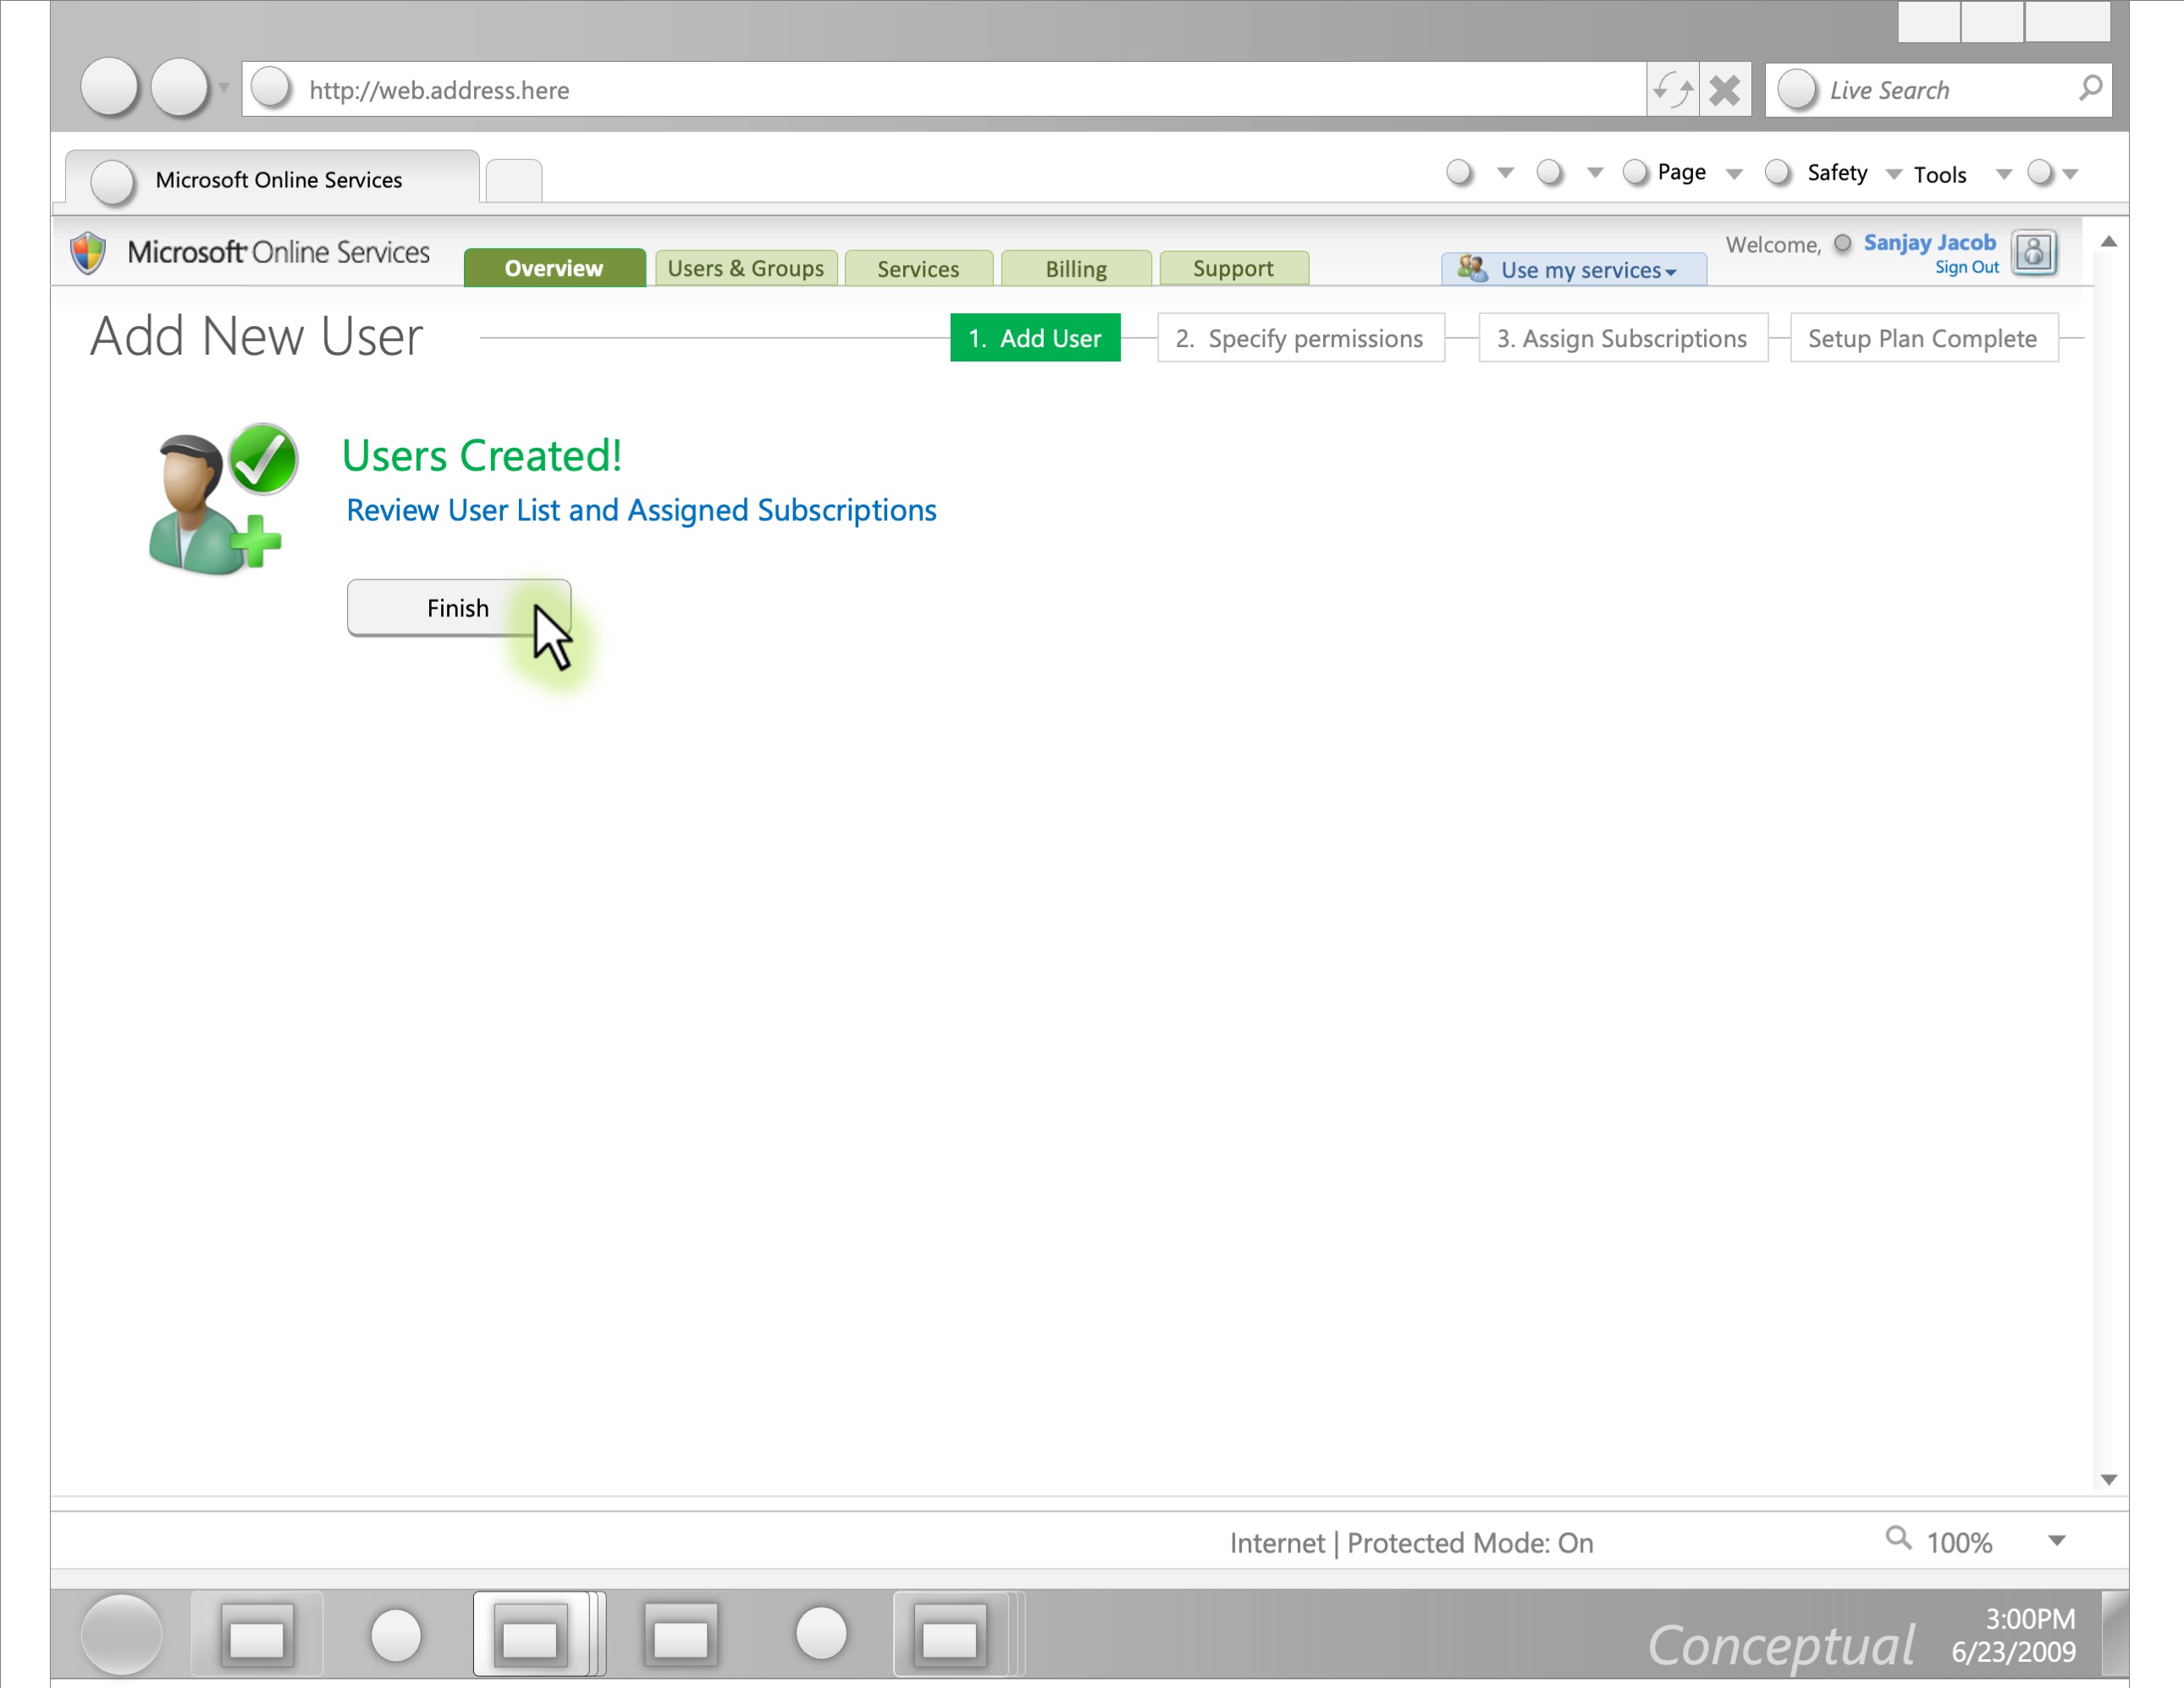 http://web.address.here
Live Search
Microsoft Online Services
Page
Safety
Tools
Microsoft Online Services
Overview
Users & Groups
Services
Billing
Support
Use my services
Welcome, Sanjay Jacob
Sign Out
Add New User
1. Add User
2. Specify permissions
3. Assign Subscriptions
Setup Plan Complete
Users Created!
Review User List and Assigned Subscriptions
Finish
Internet | Protected Mode: On
100%
Conceptual
3:00PM
6/23/2009